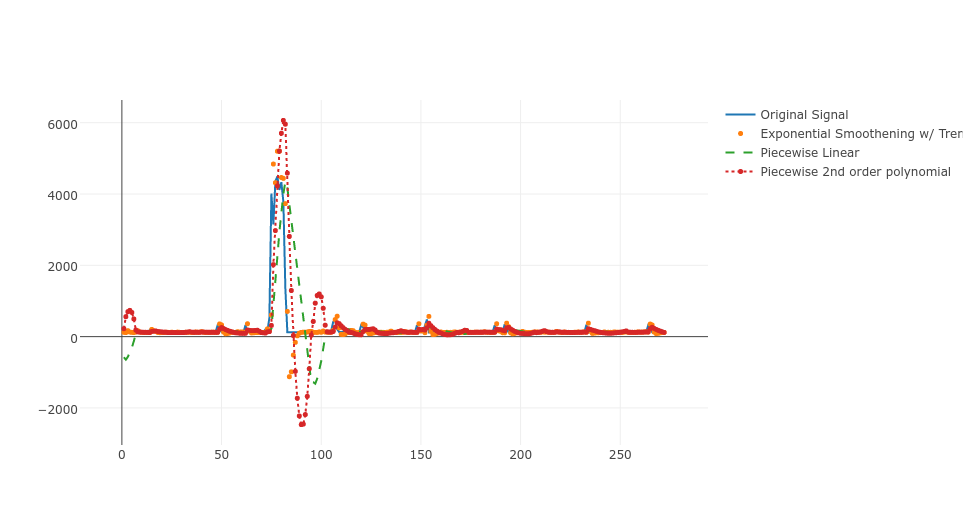 6000
4000
2000
0
−2000
0
50
100
150
200
250
Original Signal
Exponential Smoothening w/ Tren
Piecewise Linear
Piecewise 2nd order polynomial